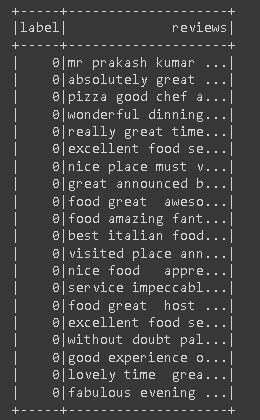 +-----+--------------------+
|label|             reviews|
+-----+--------------------+
|    0|mr prakash kumar ...|
|    0|absolutely great ...|
|    0|pizza good chef a...|
|    0|wonderful dinning...|
|    0|really great time...|
|    0|excellent food se...|
|    0|nice place must v...|
|    0|great announced b...|
|    0|food great  aweso...|
|    0|food amazing fant...|
|    0|best italian food...|
|    0|visited place ann...|
|    0|nice food   appre...|
|    0|service impeccabl...|
|    0|food great  host ...|
|    0|excellent food se...|
|    0|without doubt pal...|
|    0|good experience o...|
|    0|lovely time  grea...|
|    0|fabulous evening ...|
+-----+--------------------+